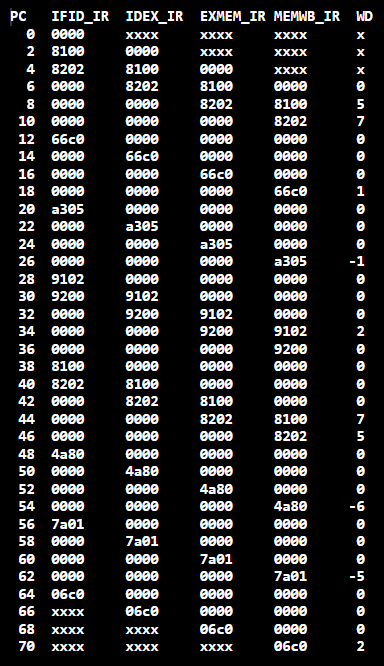 PC IFID_IR IDEX_IR EXMEM_IR MEMWB_IR WD
0 0000 xxxx xxxx xxxx x
2 8100 0000 xxxx xxxx x
4 8202 8100 0000 xxxx x
6 0000 8202 8100 0000 0
8 0000 0000 8202 8100 5
10 0000 0000 0000 8202 7
12 66c0 0000 0000 0000 0
14 0000 66c0 0000 0000 0
16 0000 0000 66c0 0000 0
18 0000 0000 0000 66c0 1
20 a305 0000 0000 0000 0
22 0000 a305 0000 0000 0
24 0000 0000 a305 0000 0
26 0000 0000 0000 a305 -1
28 9102 0000 0000 0000 0
30 9200 9102 0000 0000 0
32 0000 9200 9102 0000 0
34 0000 0000 9200 9102 2
36 0000 0000 0000 9200 0
38 8100 0000 0000 0000 0
40 8202 8100 0000 0000 0
42 0000 8202 8100 0000 0
44 0000 0000 8202 8100 7
46 0000 0000 0000 8202 5
48 4a80 0000 0000 0000 0
50 0000 4a80 0000 0000 0
52 0000 0000 4a80 0000 0
54 0000 0000 0000 4a80 -6
56 7a01 0000 0000 0000 0
58 0000 7a01 0000 0000 0
60 0000 0000 7a01 0000 0
62 0000 0000 0000 7a01 -5
64 06c0 0000 0000 0000 0
66 xxxx 06c0 0000 0000 0
68 xxxx xxxx 06c0 0000 0
70 xxxx xxxx xxxx 06c0 2